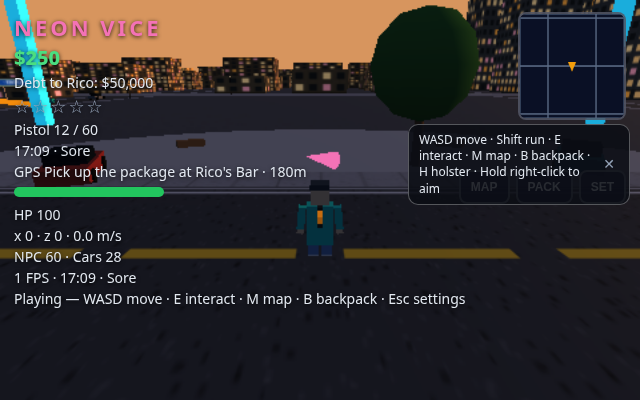 NEON VICE
$250
Debt to Rico: $50,000
☆☆☆☆☆
Pistol 12 / 60
17:09 · Sore
GPS Pick up the package at Rico's Bar · 180m
HP 100
x 0 · z 0 · 0.0 m/s
NPC 60 · Cars 28
1 FPS · 17:09 · Sore
Playing — WASD move · E interact · M map · B backpack · Esc settings
WASD move · Shift run · E
interact · M map · B backpack ·
H holster · Hold right-click to
aim
×
MAP PACK SET